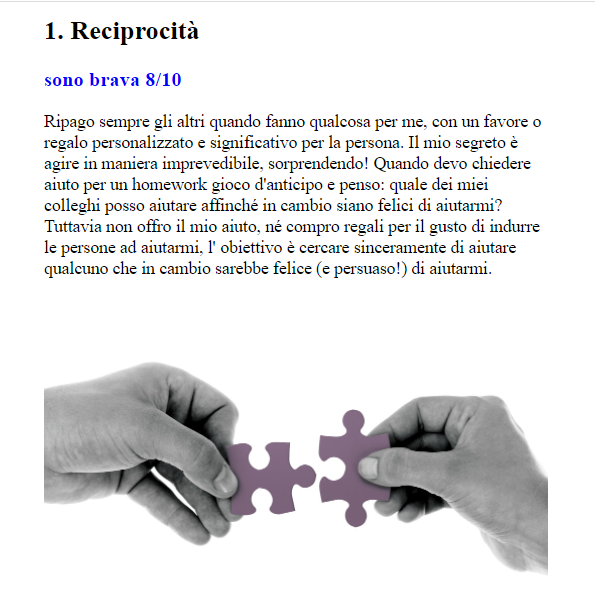 1. Reciprocità
sono brava 8/10
Ripago sempre gli altri quando fanno qualcosa per me, con un favore o
regalo personalizzato e significativo per la persona. Il mio segreto è
agire in maniera imprevedibile, sorprendendo! Quando devo chiedere
aiuto per un homework gioco d'anticipo e penso: quale dei miei
colleghi posso aiutare affinché in cambio siano felici di aiutarmi?
Tuttavia non offro il mio aiuto, né compro regali per il gusto di indurre
le persone ad aiutarmi, l' obiettivo è cercare sinceramente di aiutare
qualcuno che in cambio sarebbe felice (e persuaso!) di aiutarmi.